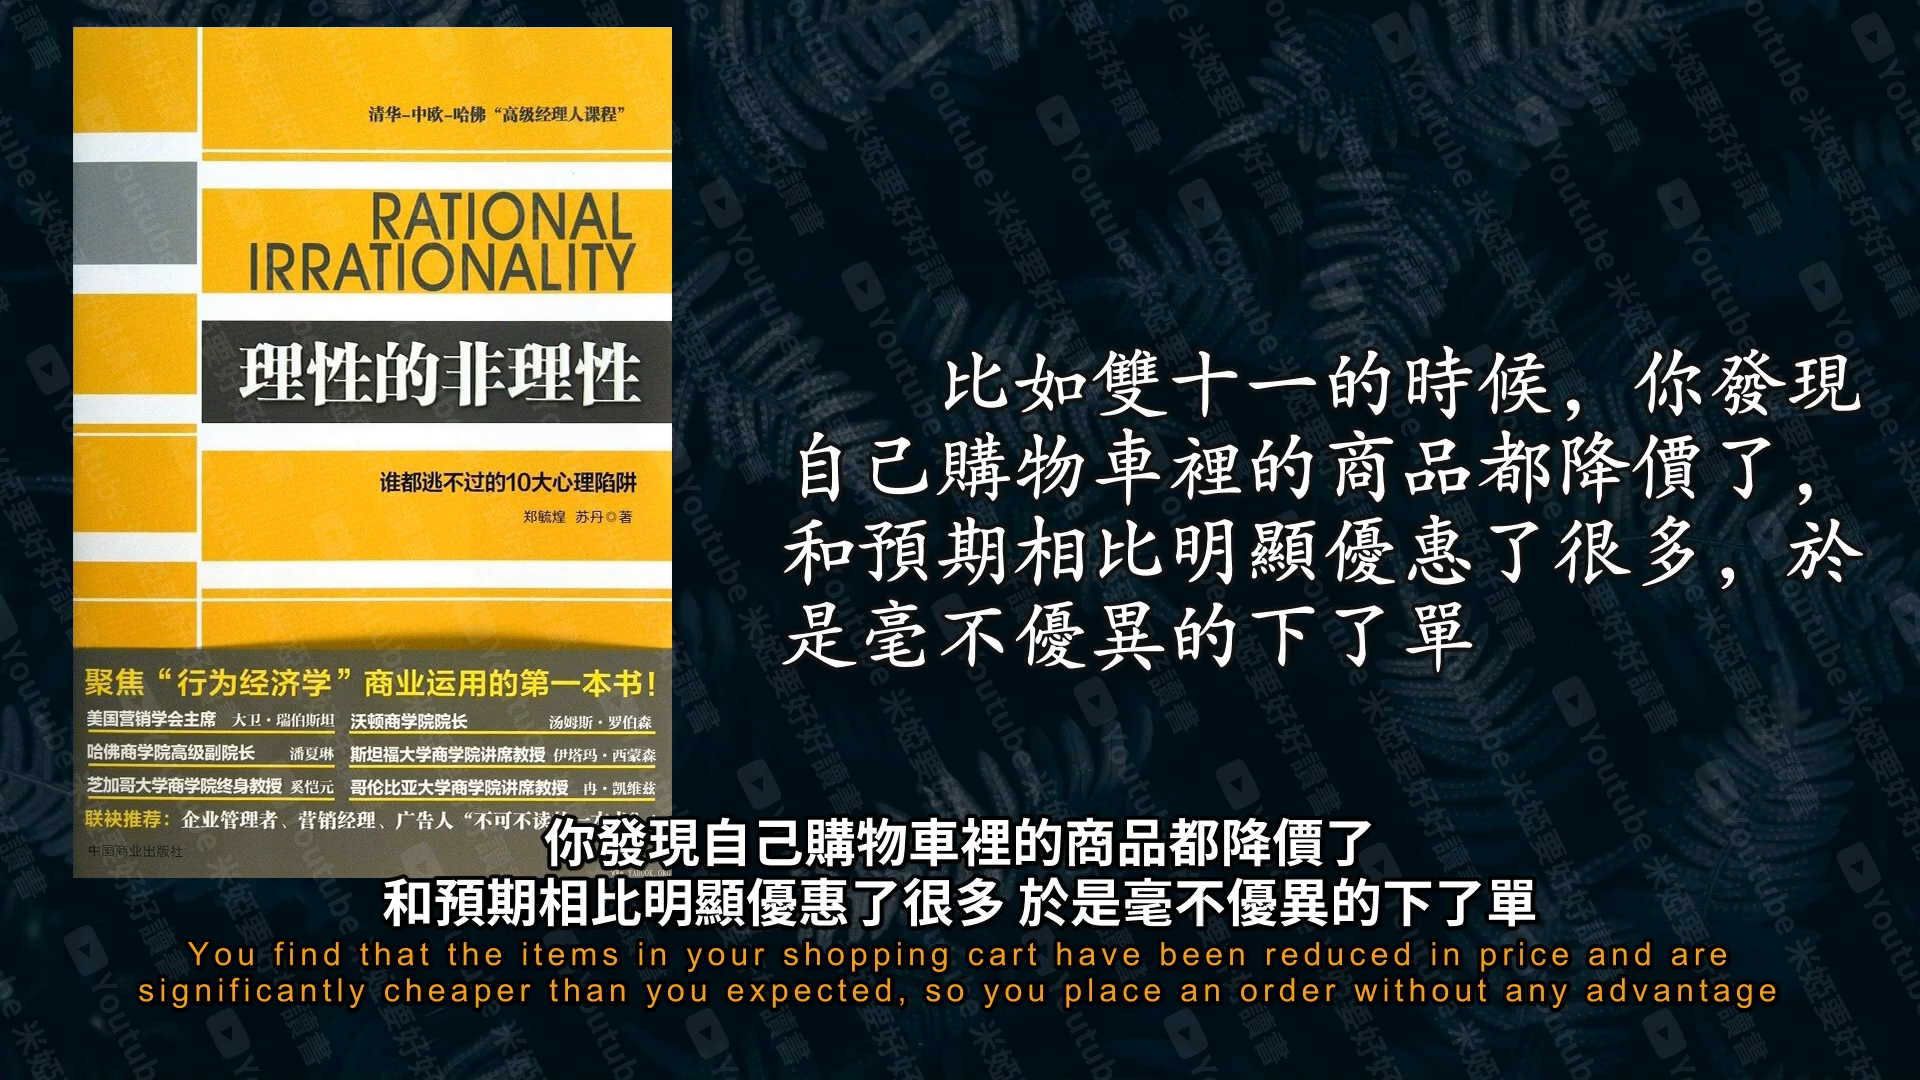 清华-中欧-哈佛“高级经理人课程”
RATIONAL
IRRATIONALITY
理性的非理性
谁都逃不过的10大心理陷阱
郑毓煌 苏丹◎著
聚焦“行为经济学”商业运用的第一本书！
美国营销学会主席 大卫·瑞伯斯坦 沃顿商学院院长 汤姆斯·罗伯森
哈佛商学院高级副院长 潘夏琳 斯坦福大学商学院讲席教授 伊塔玛·西蒙森
芝加哥大学商学院终身教授 奚恺元 哥伦比亚大学商学院讲席教授 冉·凯维兹
联袂推荐：企业管理者、营销经理、广告人“不可不读
中国商业出版社
比如雙十一的時候，你發現
自己購物車裡的商品都降價了，
和預期相比明顯優惠了很多，於
是毫不優異的下了單
你發現自己購物車裡的商品都降價了
和預期相比明顯優惠了很多 於是毫不優異的下了單
You find that the items in your shopping cart have been reduced in price and are
significantly cheaper than you expected, so you place an order without any advantage
Youtube 米婭要好好讀書